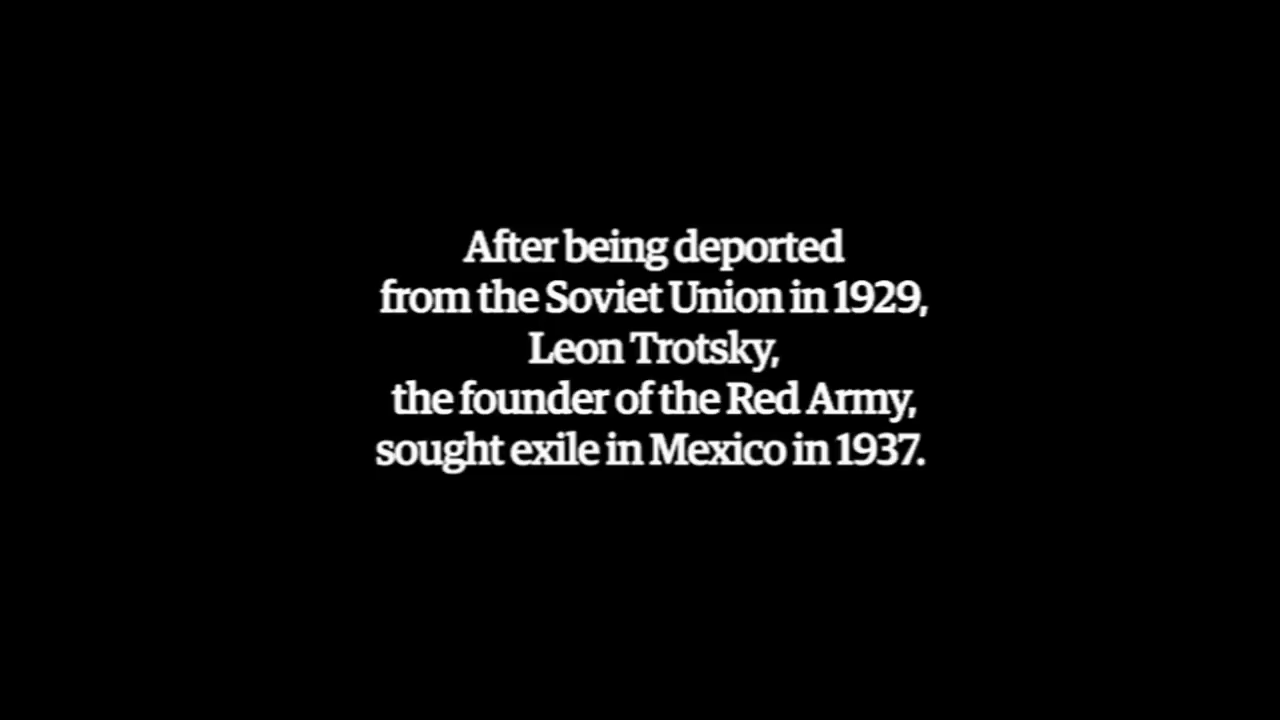 After being deported
from the Soviet Union in 1929,
Leon Trotsky,
the founder of the Red Army,
sought exile in Mexico in 1937.